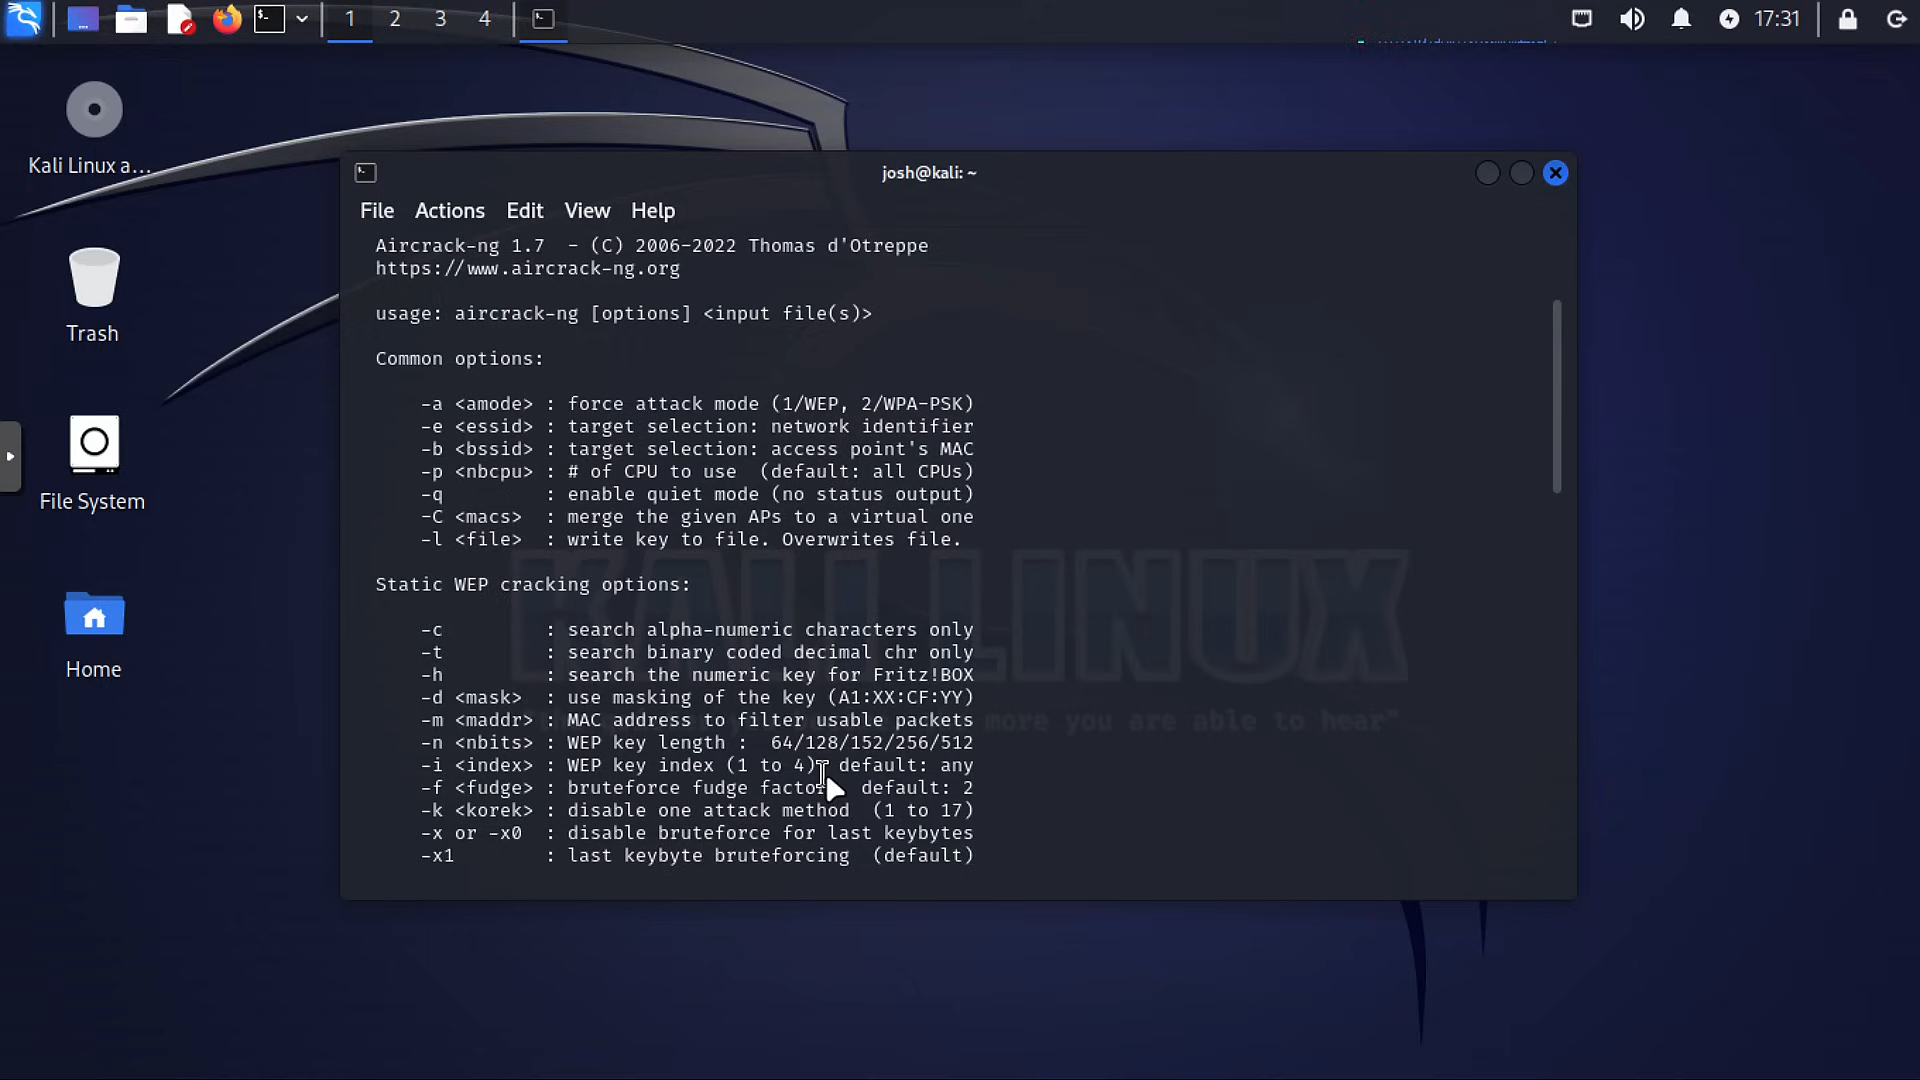 1 2 3 4
17:31
Kali Linux a...
Trash
File System
Home
josh@kali: ~
File Actions Edit View Help
Aircrack-ng 1.7 - (C) 2006-2022 Thomas d'Otreppe
https://www.aircrack-ng.org
usage: aircrack-ng [options] <input file(s)>
Common options:
-a <amode> : force attack mode (1/WEP, 2/WPA-PSK)
-e <essid> : target selection: network identifier
-b <bssid> : target selection: access point's MAC
-p <nbcpu> : # of CPU to use (default: all CPUs)
-q : enable quiet mode (no status output)
-C <macs> : merge the given APs to a virtual one
-l <file> : write key to file. Overwrites file.
Static WEP cracking options:
-c : search alpha-numeric characters only
-t : search binary coded decimal chr only
-h : search the numeric key for Fritz!BOX
-d <mask> : use masking of the key (A1:XX:CF:YY)
-m <maddr> : MAC address to filter usable packets
-n <nbits> : WEP key length : 64/128/152/256/512
-i <index> : WEP key index (1 to 4), default: any
-f <fudge> : bruteforce fudge factor, default: 2
-k <korek> : disable one attack method (1 to 17)
-x or -x0 : disable bruteforce for last keybytes
-x1 : last keybyte bruteforcing (default)
KALI LINUX
more you are able to hear"